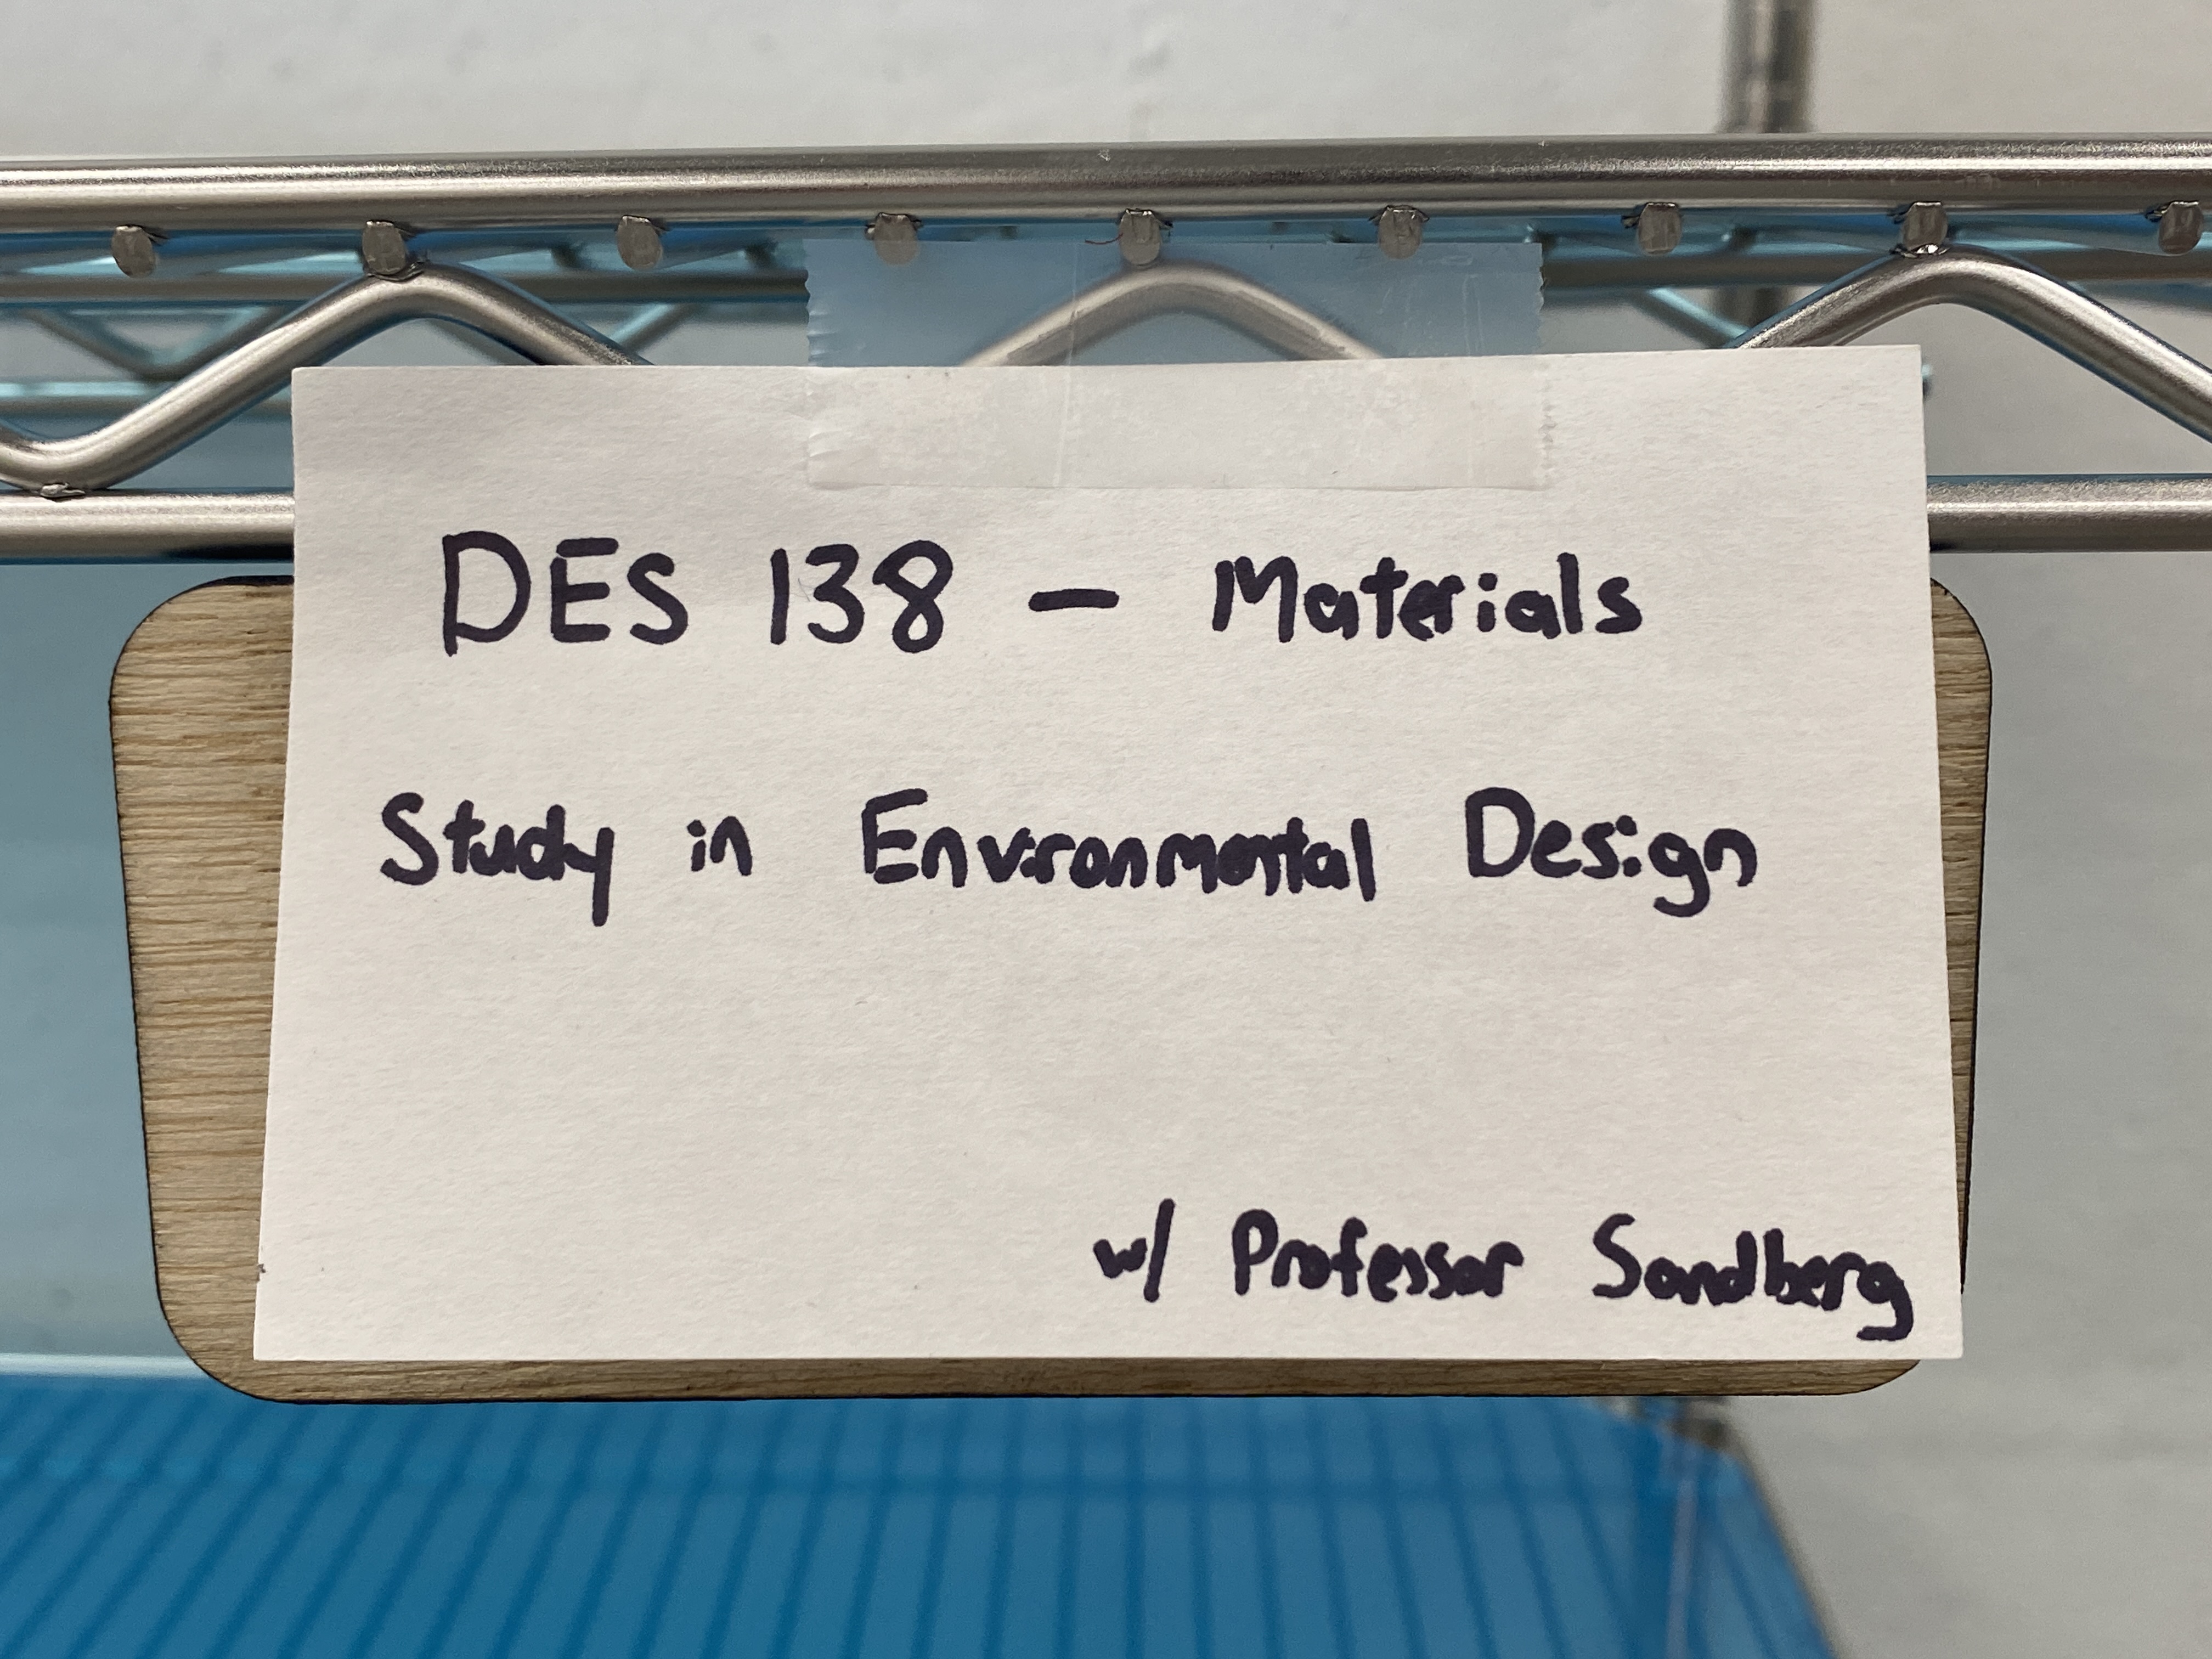 DES 138 – Materials
Study in Environmental Design
w/ Professor Sandberg